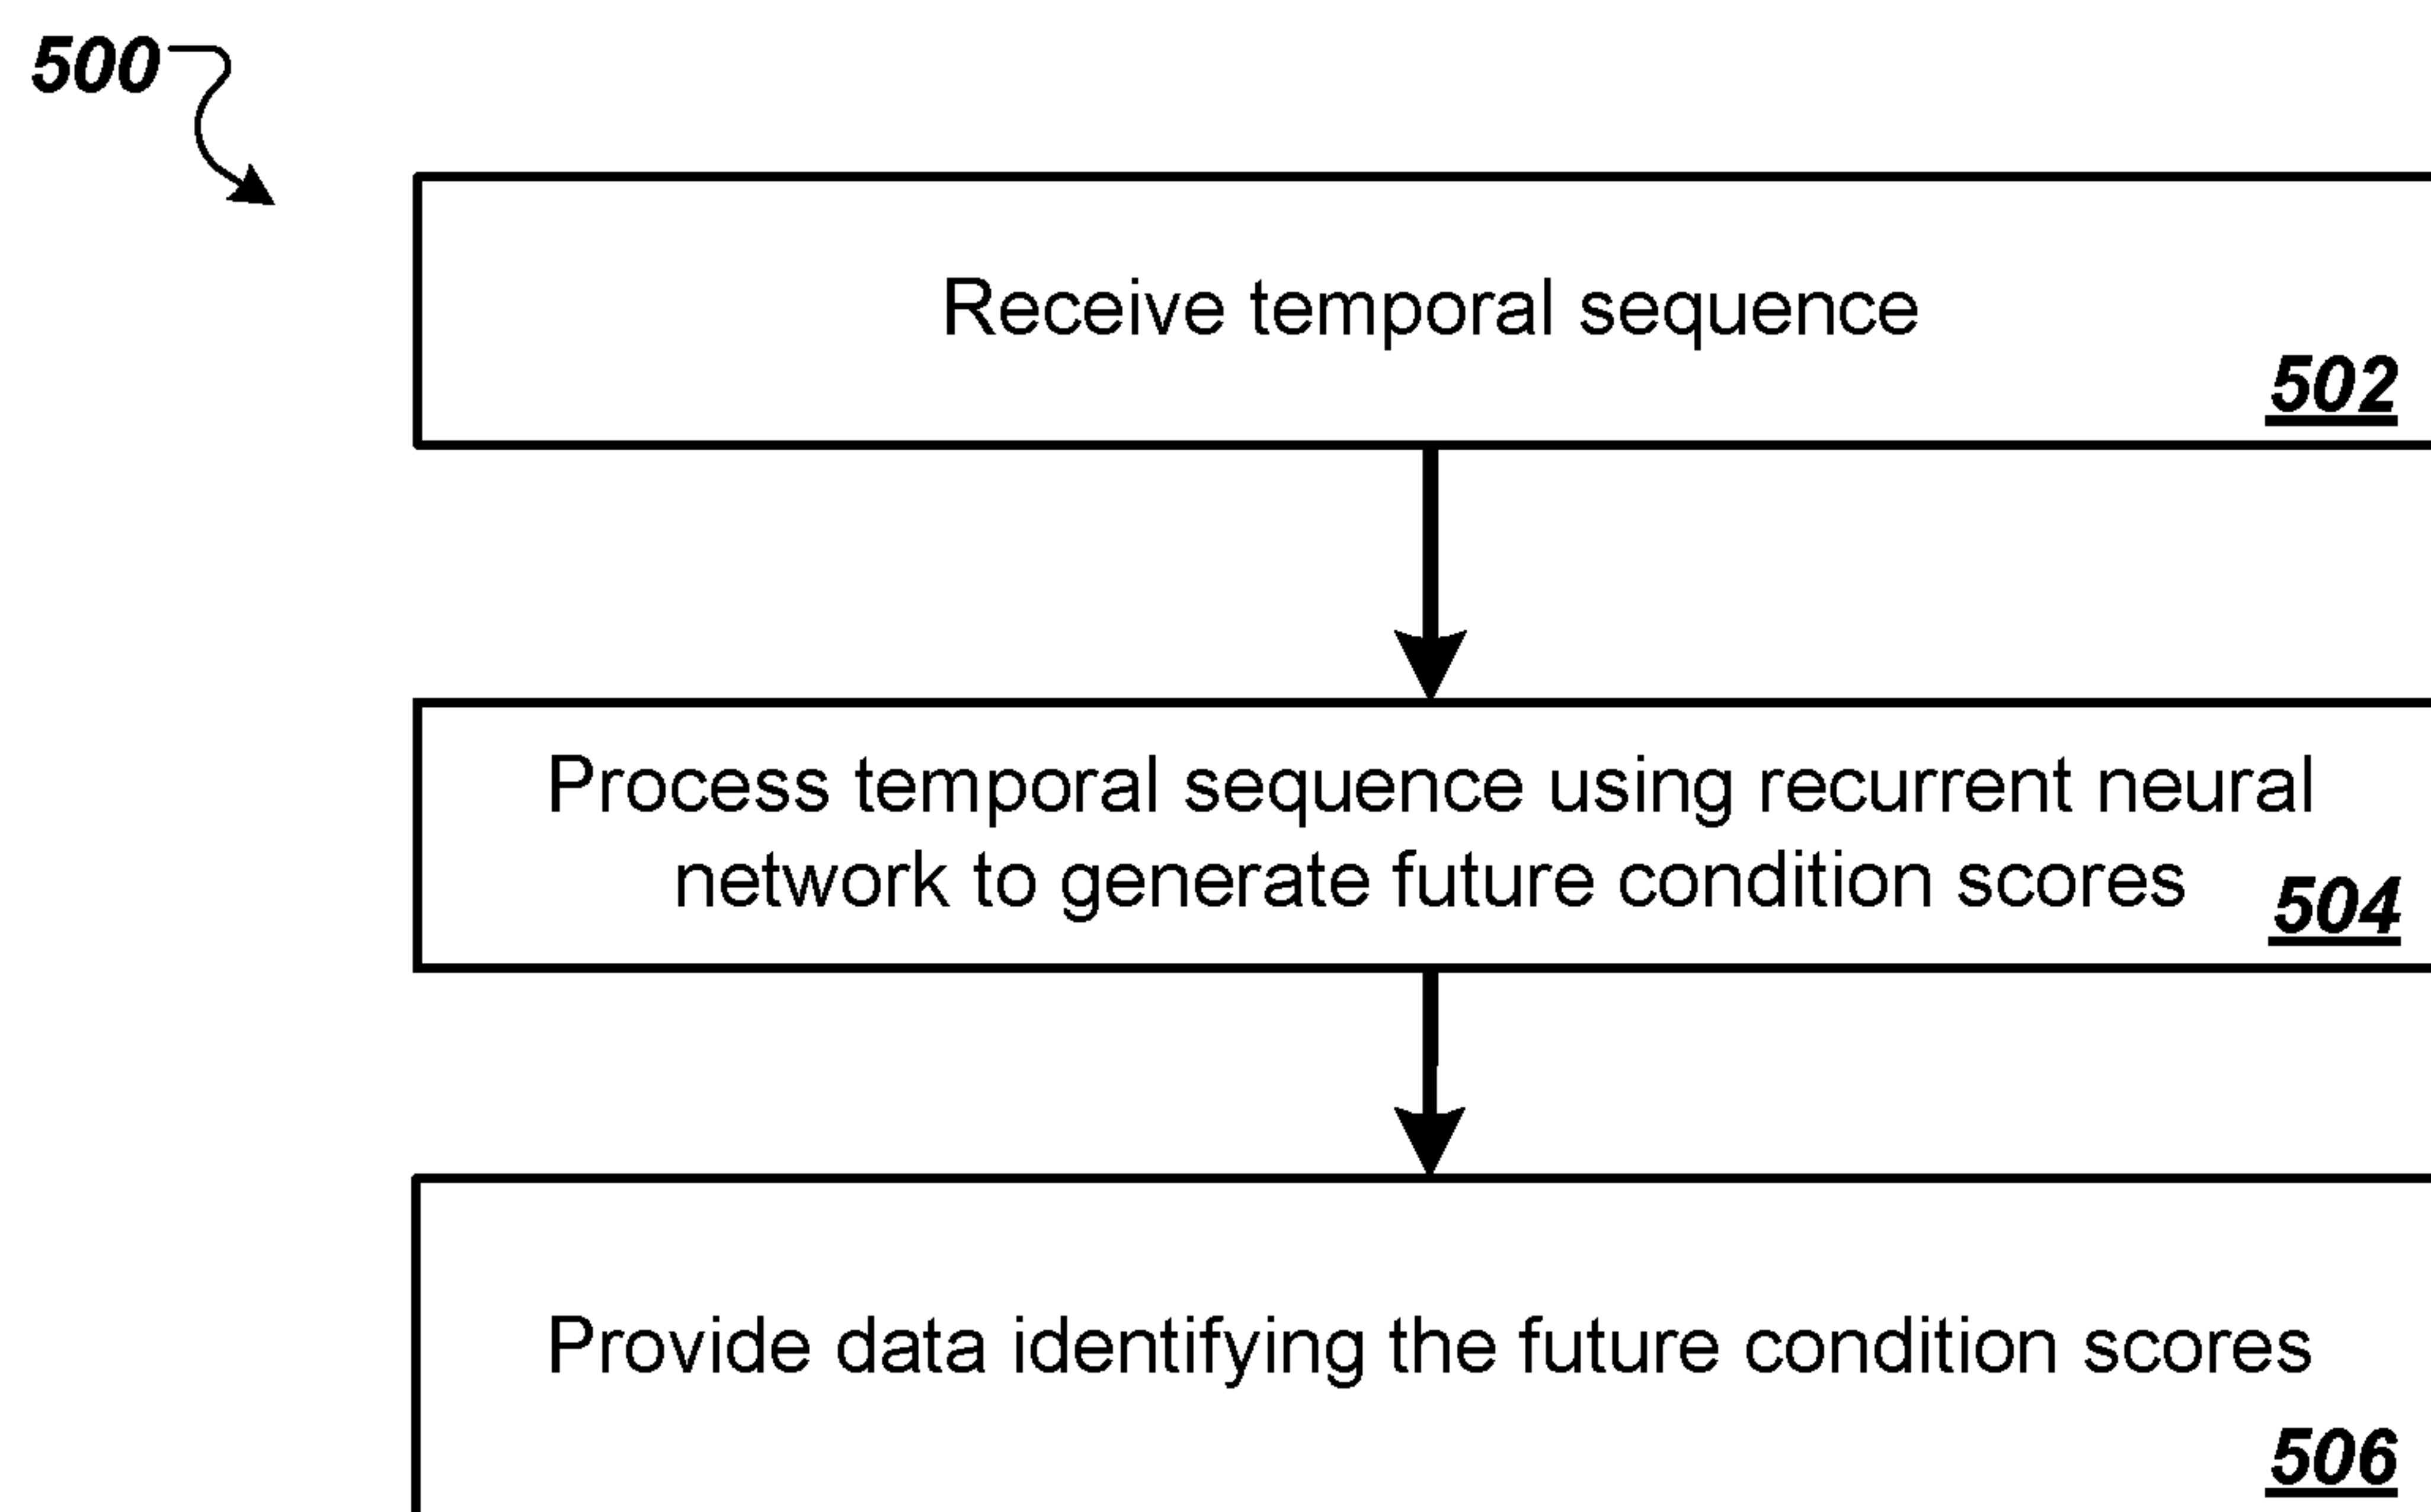 500
Receive temporal sequence
502
Process temporal sequence using recurrent neural
network to generate future condition scores
504
Provide data identifying the future condition scores
506